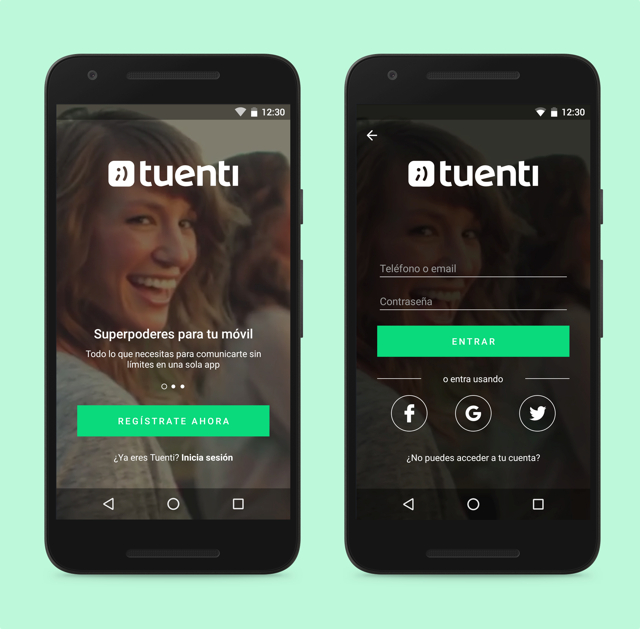 12:30
tuenti
Superpoderes para tu móvil
Todo lo que necesitas para comunicarte sin
límites en una sola app
REGÍSTRATE AHORA
¿Ya eres Tuenti? Inicia sesión
12:30
tuenti
Teléfono o email
Contraseña
ENTRAR
o entra usando
¿No puedes acceder a tu cuenta?